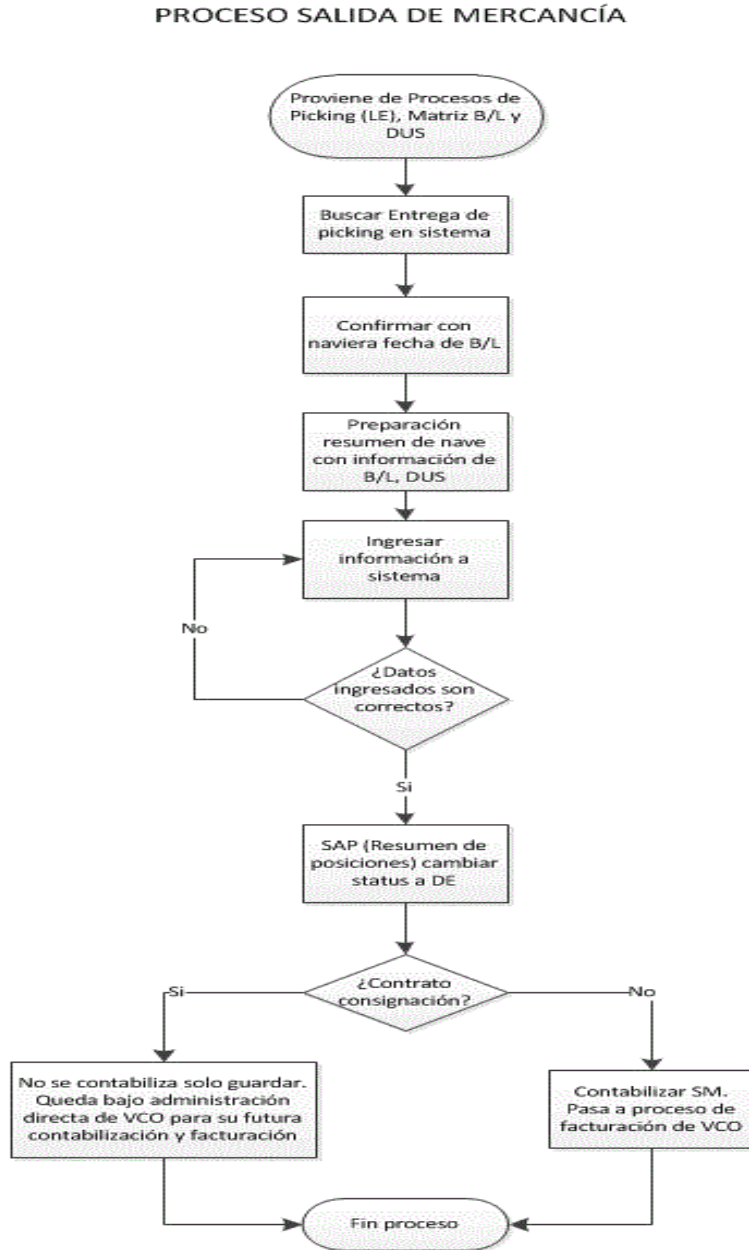 PROCESO SALIDA DE MERCANCÍA
Proviene de Procesos de
Picking (LE), Matriz B/L y
DUS
Buscar Entrega de
picking en sistema
Confirmar con
naviera fecha de B/L
Preparación
resumen de nave
con información de
B/L, DUS
Ingresar
información a
sistema
No
¿Datos
ingresados son
correctos?
Si
SAP (Resumen de
posiciones) cambiar
status a DE
¿Contrato
consignación?
Si
No
No se contabiliza solo guardar.
Queda bajo administración
directa de VCO para su futura
contabilización y facturación
Contabilizar SM.
Pasa a proceso de
facturación de VCO
Fin proceso